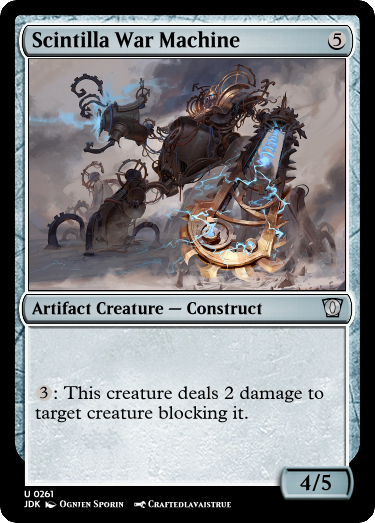 Scintilla War Machine 5
Artifact Creature — Construct
3: This creature deals 2 damage to
target creature blocking it.
4/5
U 0261
JDK Ognjen Sporin Craftedlavaistrue